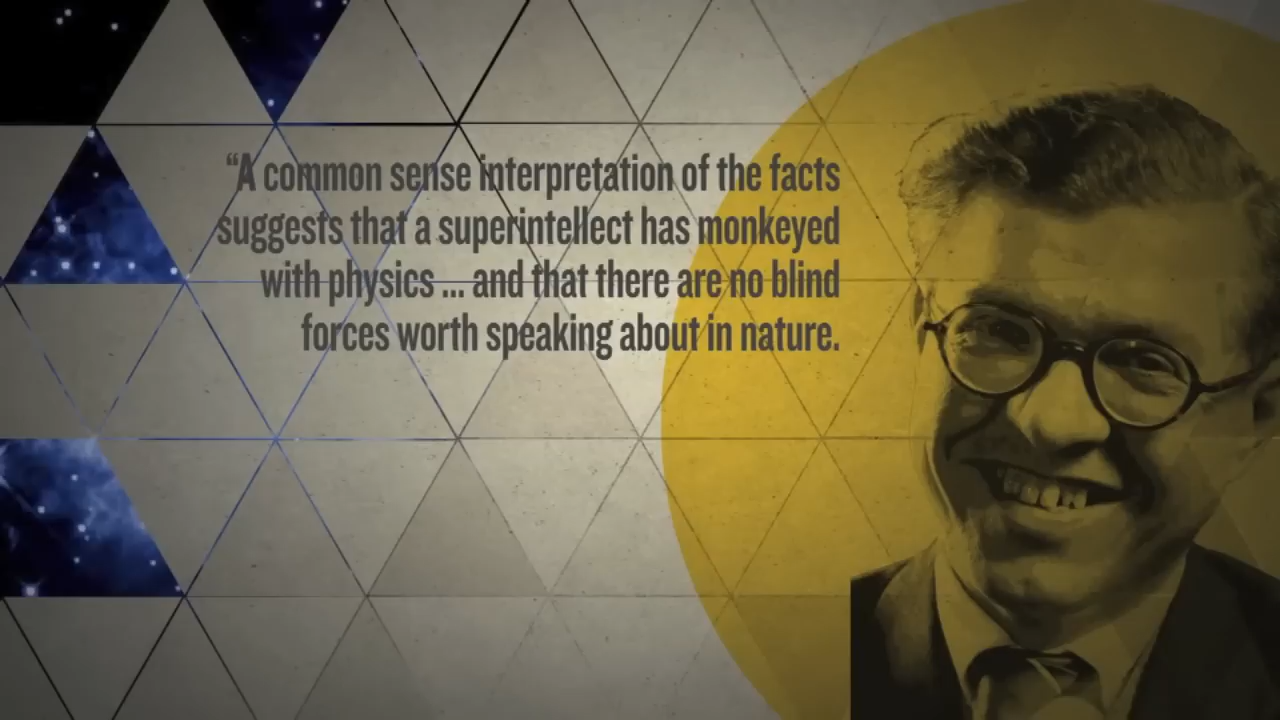 “A common sense interpretation of the facts
suggests that a superintellect has monkeyed
with physics ... and that there are no blind
forces worth speaking about in nature.